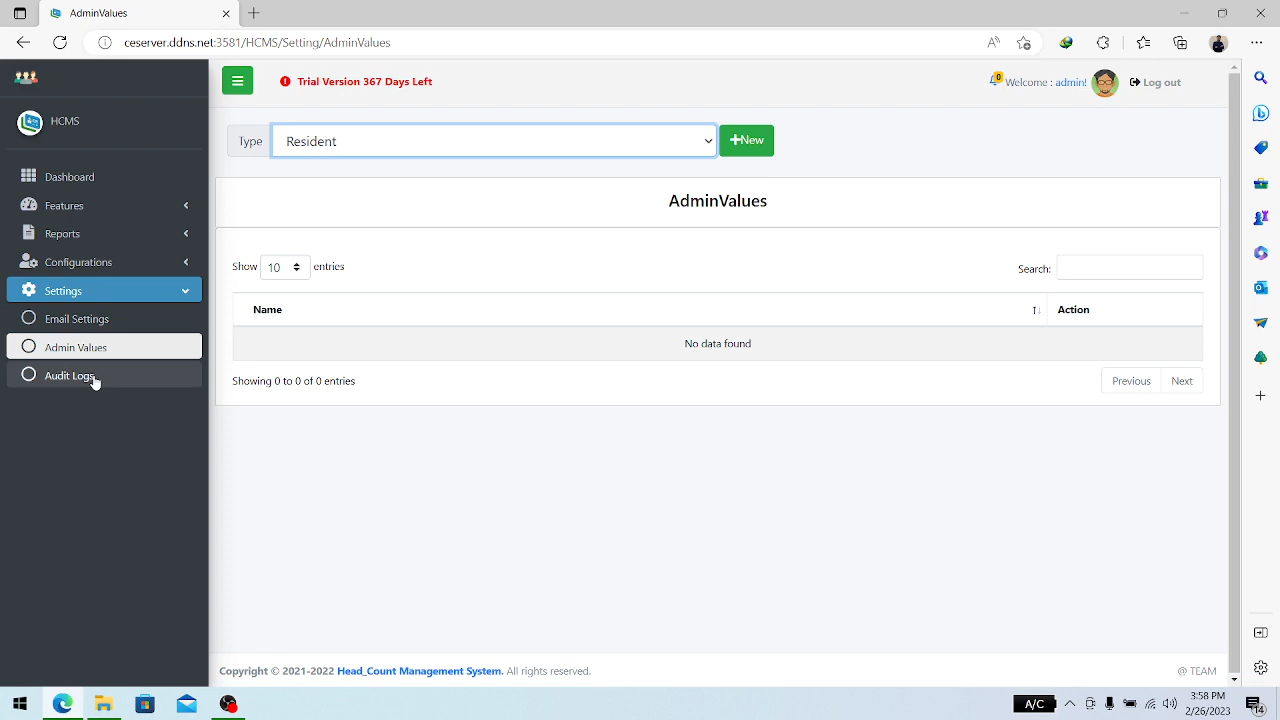 AdminValues
ceserver.ddns.net:3581/HCMS/Setting/AdminValues
Trial Version 367 Days Left
0
Welcome : admin!
Log out
HCMS
Type
Resident
New
Dashboard
AdminValues
Features
Reports
Configurations
Show 10 entries
Search:
Settings
Name
Action
Email Settings
No data found
Admin Values
Audit Logs
Showing 0 to 0 of 0 entries
Previous
Next
Copyright © 2021-2022 Head_Count Management System. All rights reserved.
@ TEAM
A/C
3:58 PM
2/26/2023